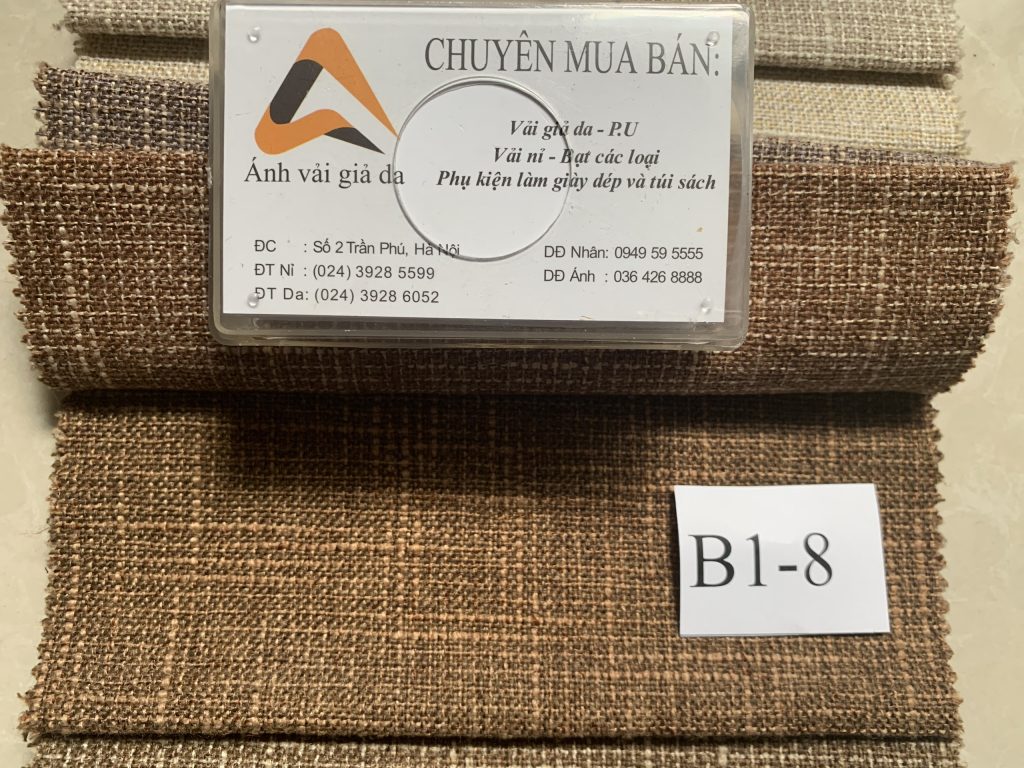 CHUYÊN MUA BÁN:
Vải giả da - P.U
Vải nỉ - Bạt các loại
Phụ kiện làm giày dép và túi sách
Ánh vải giả da
ĐC : Số 2 Trần Phú, Hà Nội
ĐT Nỉ : (024) 3928 5599
ĐT Da: (024) 3928 6052
DĐ Nhân: 0949 59 5555
DĐ Ánh : 036 426 8888
B1-8